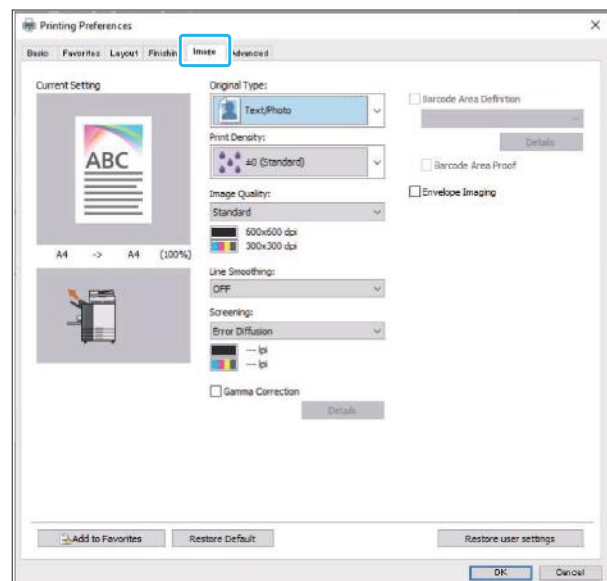 Printing Preferences
Basic Favorites Layout Finishin Image Advanced
Current Setting
ABC
A4 -> A4 (100%)
Original Type:
Text/Photo
Print Density:
±0 (Standard)
Image Quality:
Standard
600x600 dpi
300x300 dpi
Line Smoothing:
OFF
Screening:
Error Diffusion
--- lpi
--- lpi
Gamma Correction
Details
Barcode Area Definition
Details
Barcode Area Proof
Envelope Imaging
Add to Favorites Restore Default Restore user settings
OK Cancel